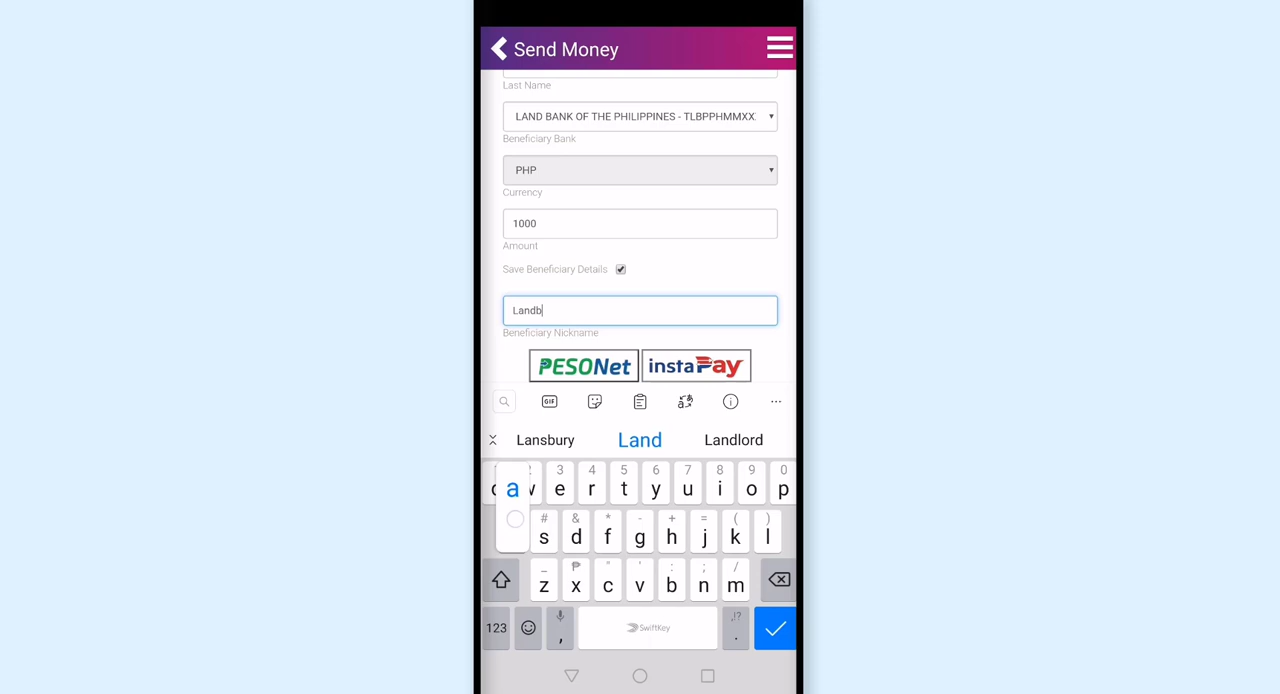 Send Money
Last Name
LAND BANK OF THE PHILIPPINES - TLBPPHMMXX
Beneficiary Bank
PHP
Currency
1000
Amount
Save Beneficiary Details
Landb
Beneficiary Nickname
PESONet instaPay
GIF
Lansbury Land Landlord
3 4 5 6 7 8 9 0
w e r t y u i o p
a
# & * - + = ( )
s d f g h j k l
_ ₱ " ' : ; /
z x c v b n m
123 , SwiftKey ,!? .